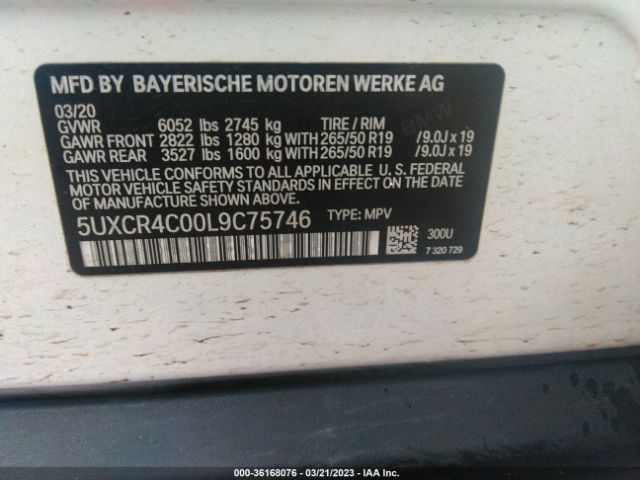 MFD BY BAYERISCHE MOTOREN WERKE AG
03/20
GVWR 6052 lbs 2745 kg TIRE / RIM
GAWR FRONT 2822 lbs 1280 kg WITH 265/50 R19 / 9.0J x 19
GAWR REAR 3527 lbs 1600 kg WITH 265/50 R19 / 9.0J x 19
THIS VEHICLE CONFORMS TO ALL APPLICABLE U. S. FEDERAL
MOTOR VEHICLE SAFETY STANDARDS IN EFFECT ON THE
DATE OF MANUFACTURE SHOWN ABOVE.
5UXCR4C00L9C75746 TYPE: MPV
300U
7 320 729
BMW
000-36168076 - 03/21/2023 - IAA Inc.